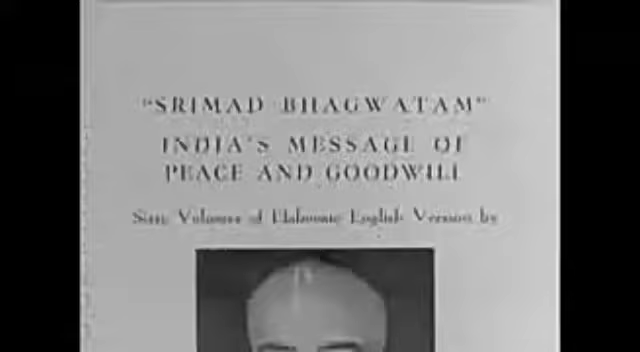 "SRIMAD BHAGWATAM"
INDIA'S MESSAGE OF
PEACE AND GOODWILL
Sixty Volumes of Elaborate English Version by